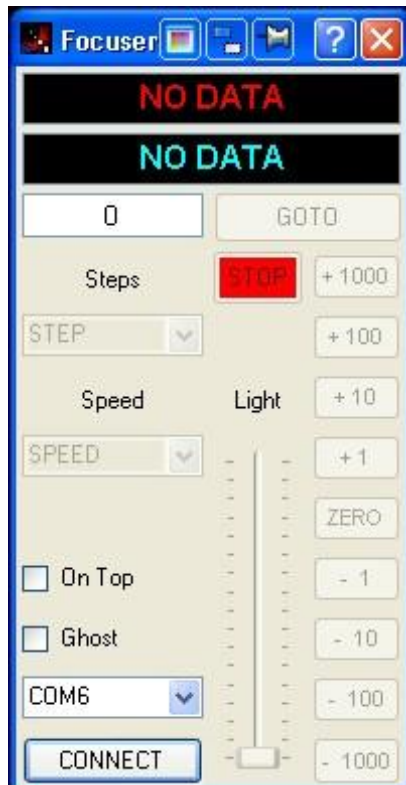 Focuser
NO DATA
NO DATA
0 GOTO
Steps STOP + 1000
STEP + 100
Speed Light + 10
SPEED + 1
ZERO
On Top - 1
Ghost - 10
COM6 - 100
CONNECT - 1000